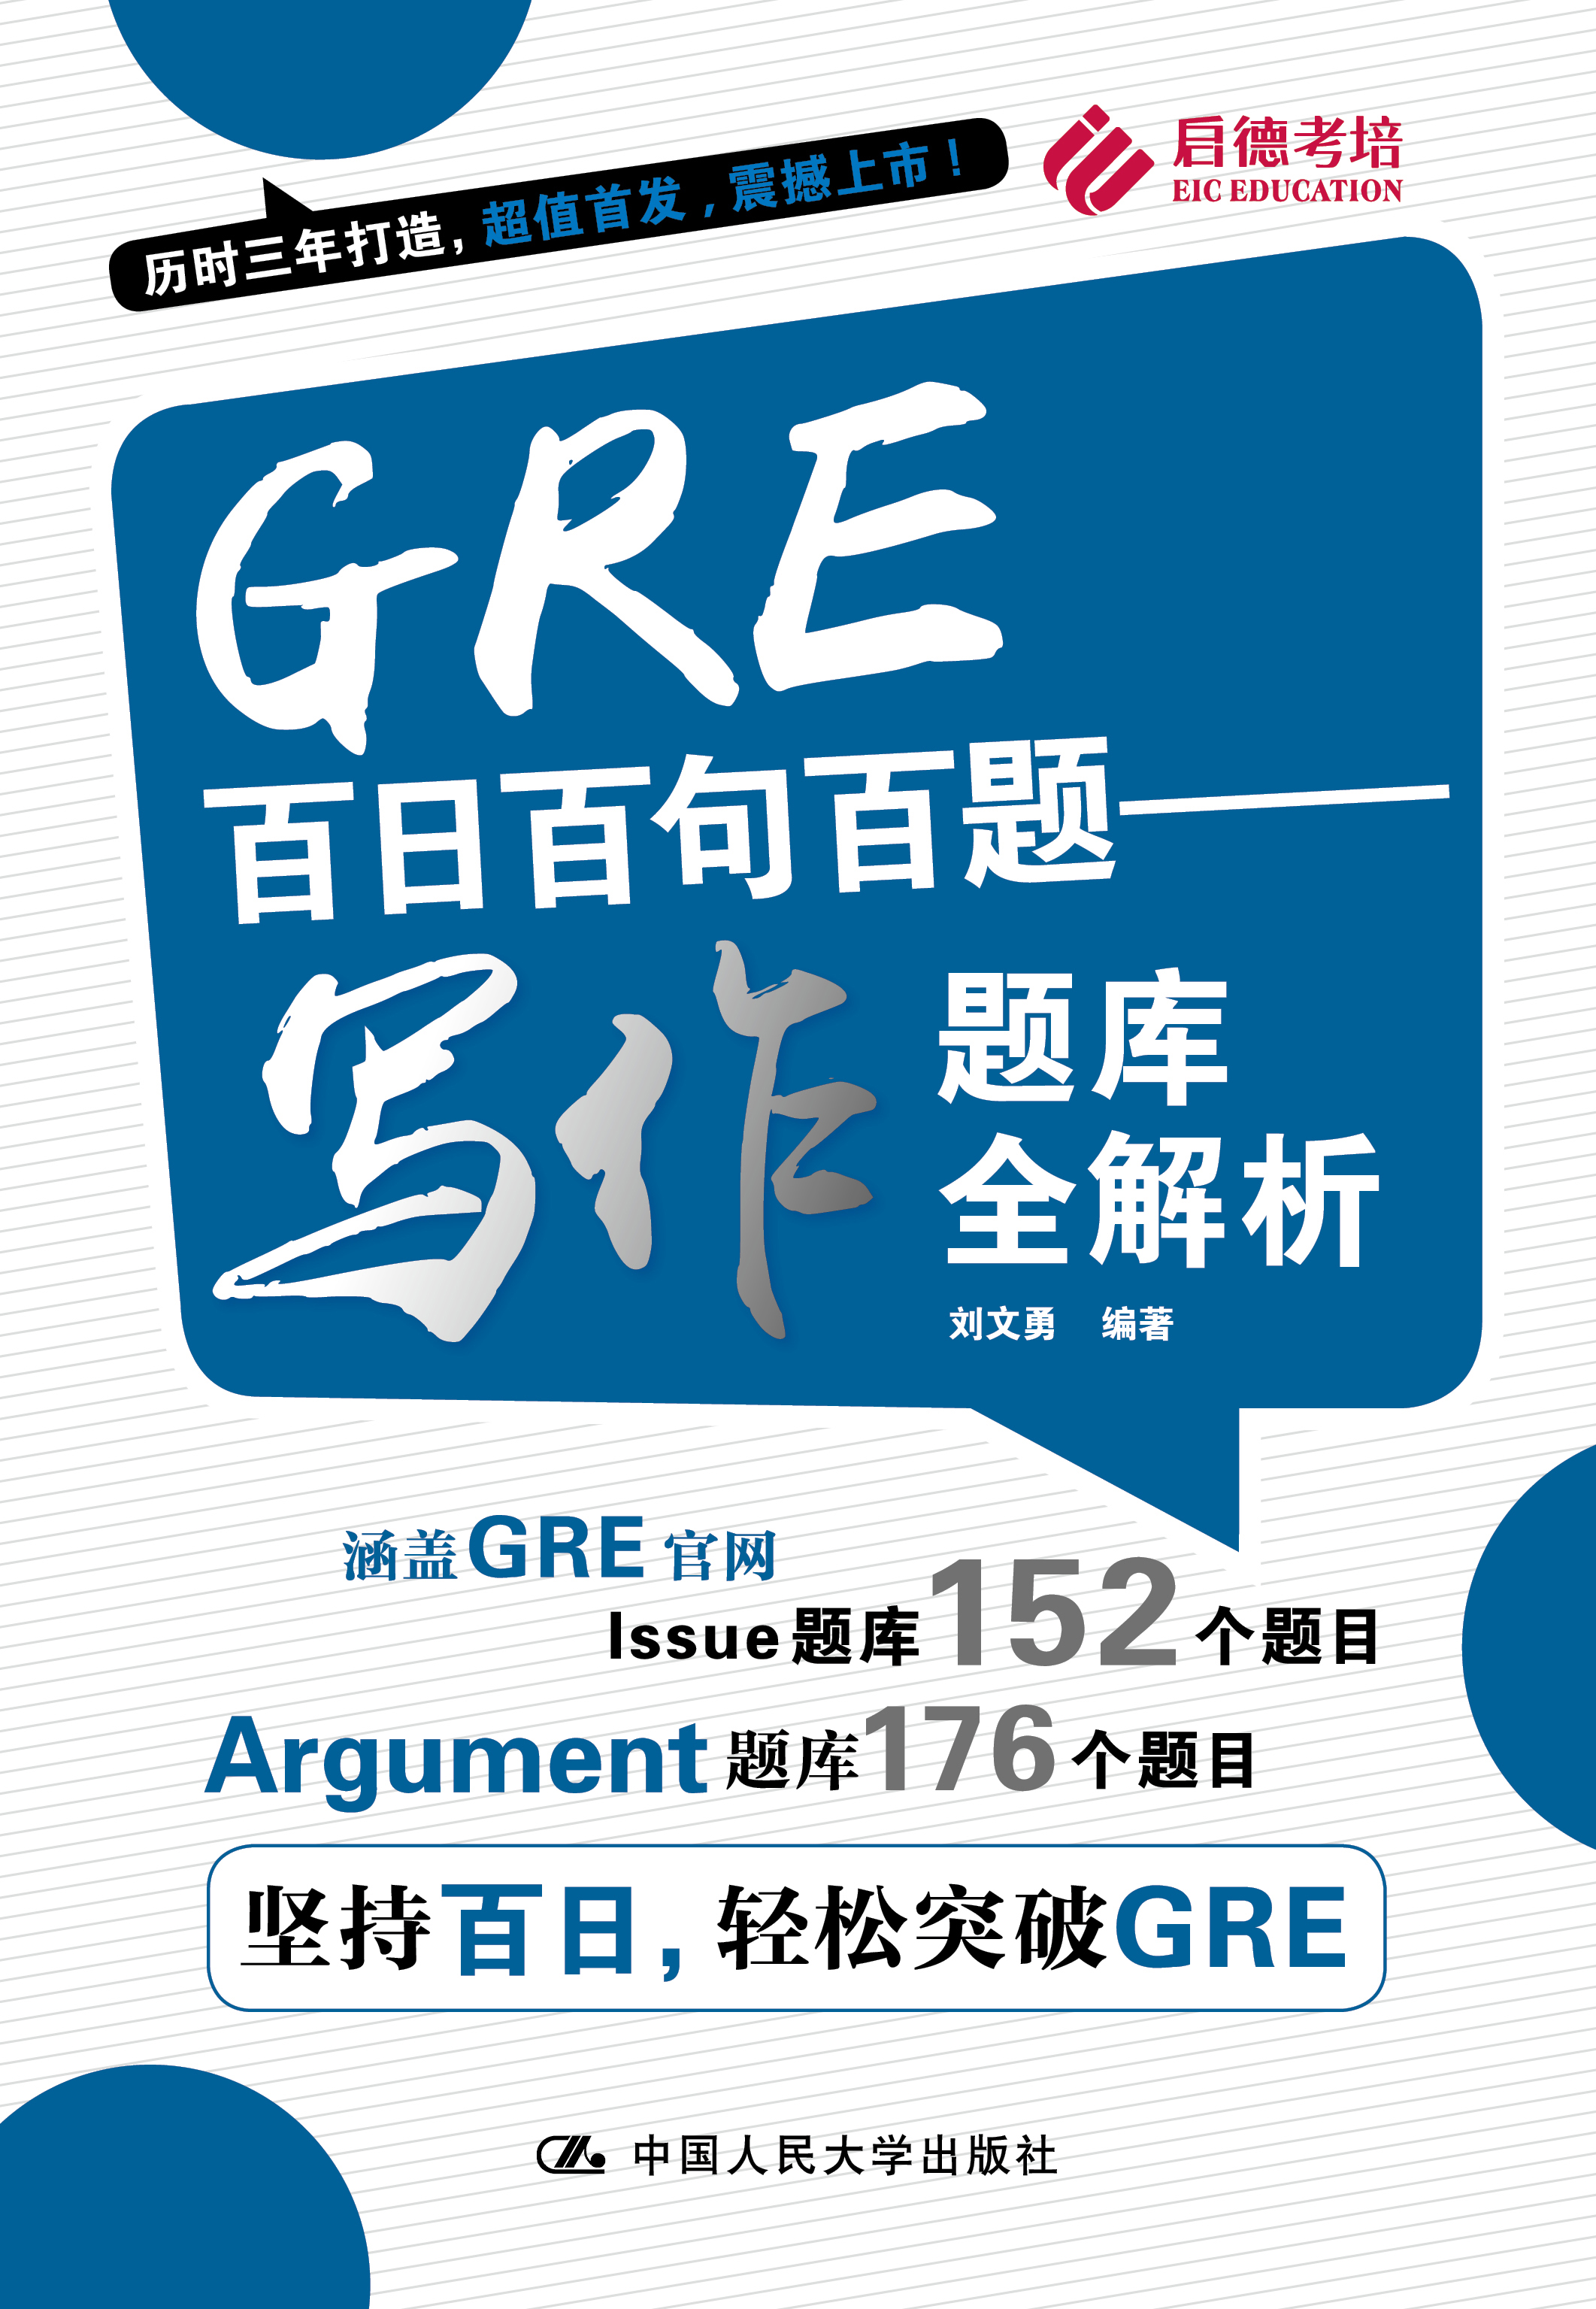 历时三年打造，超值首发，震撼上市！
启德考培
EIC EDUCATION
GRE
百日百句百题——
写作
题库
全解析
刘文勇 编著
涵盖GRE官网
Issue题库152个题目
Argument题库176个题目
坚持百日，轻松突破GRE
中国人民大学出版社